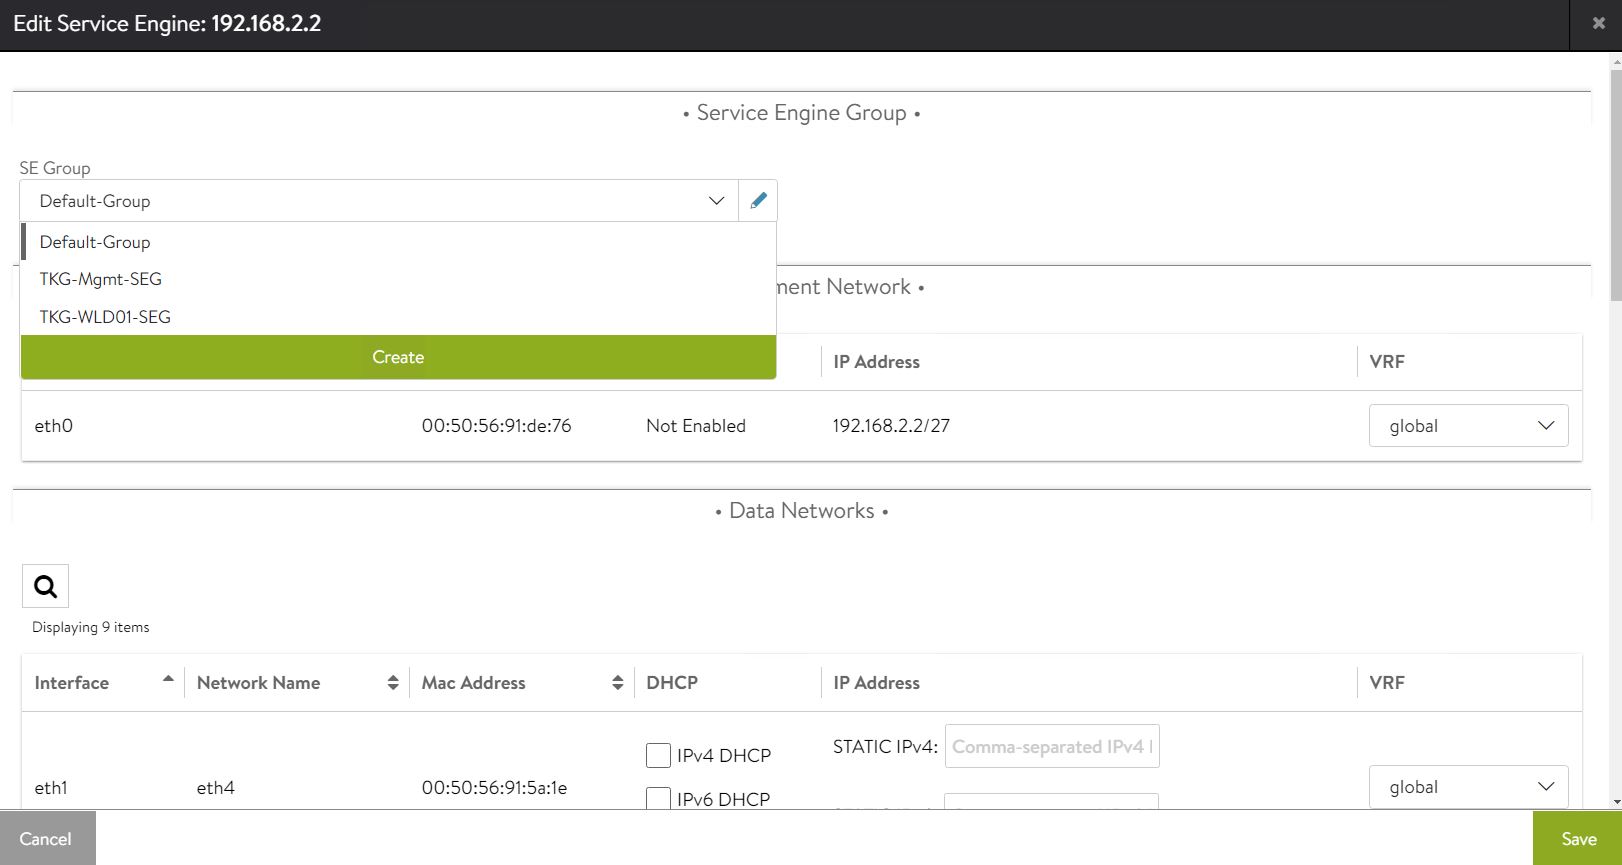 Edit Service Engine: 192.168.2.2
• Service Engine Group •
SE Group
Default-Group
Default-Group
TKG-Mgmt-SEG
TKG-WLD01-SEG
Create
Network •
IP Address
VRF
eth0
00:50:56:91:de:76
Not Enabled
192.168.2.2/27
global
• Data Networks •
Displaying 9 items
Interface
Network Name
Mac Address
DHCP
IP Address
VRF
eth1
eth4
00:50:56:91:5a:1e
IPv4 DHCP
IPv6 DHCP
STATIC IPv4:
Comma-separated IPv4
global
Cancel
Save